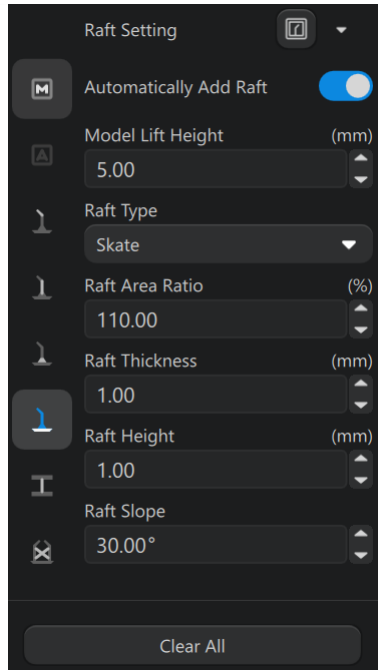 Raft Setting
M
Automatically Add Raft
A
Model Lift Height (mm)
5.00
Raft Type
Skate
Raft Area Ratio (%)
110.00
Raft Thickness (mm)
1.00
Raft Height (mm)
1.00
Raft Slope
30.00°
Clear All